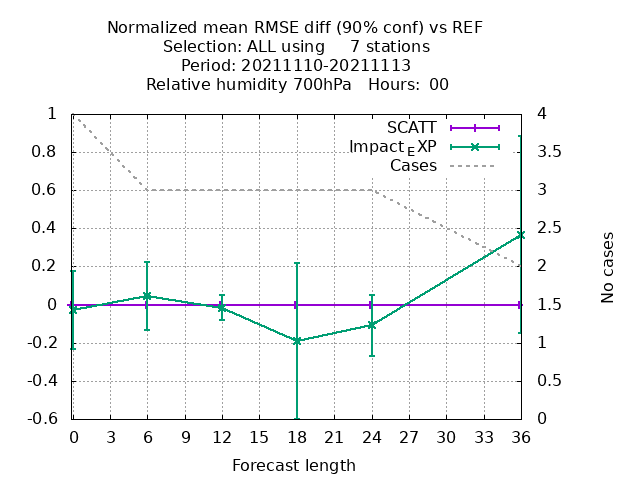 Normalized mean RMSE diff (90% conf) vs REF
Selection: ALL using     7 stations
Period: 20211110-20211113
Relative humidity 700hPa   Hours: 00
SCATT
Impact_EXP
Cases
1
0.8
0.6
0.4
0.2
0
-0.2
-0.4
-0.6
4
3.5
3
2.5
2
1.5
1
0.5
0
No cases
0 3 6 9 12 15 18 21 24 27 30 33 36
Forecast length